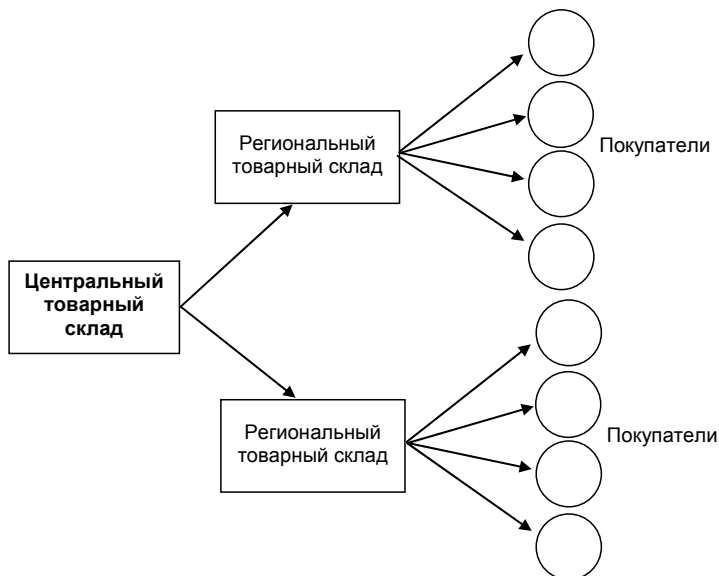 Региональный
товарный склад
Покупатели
Центральный
товарный
склад
Региональный
товарный склад
Покупатели